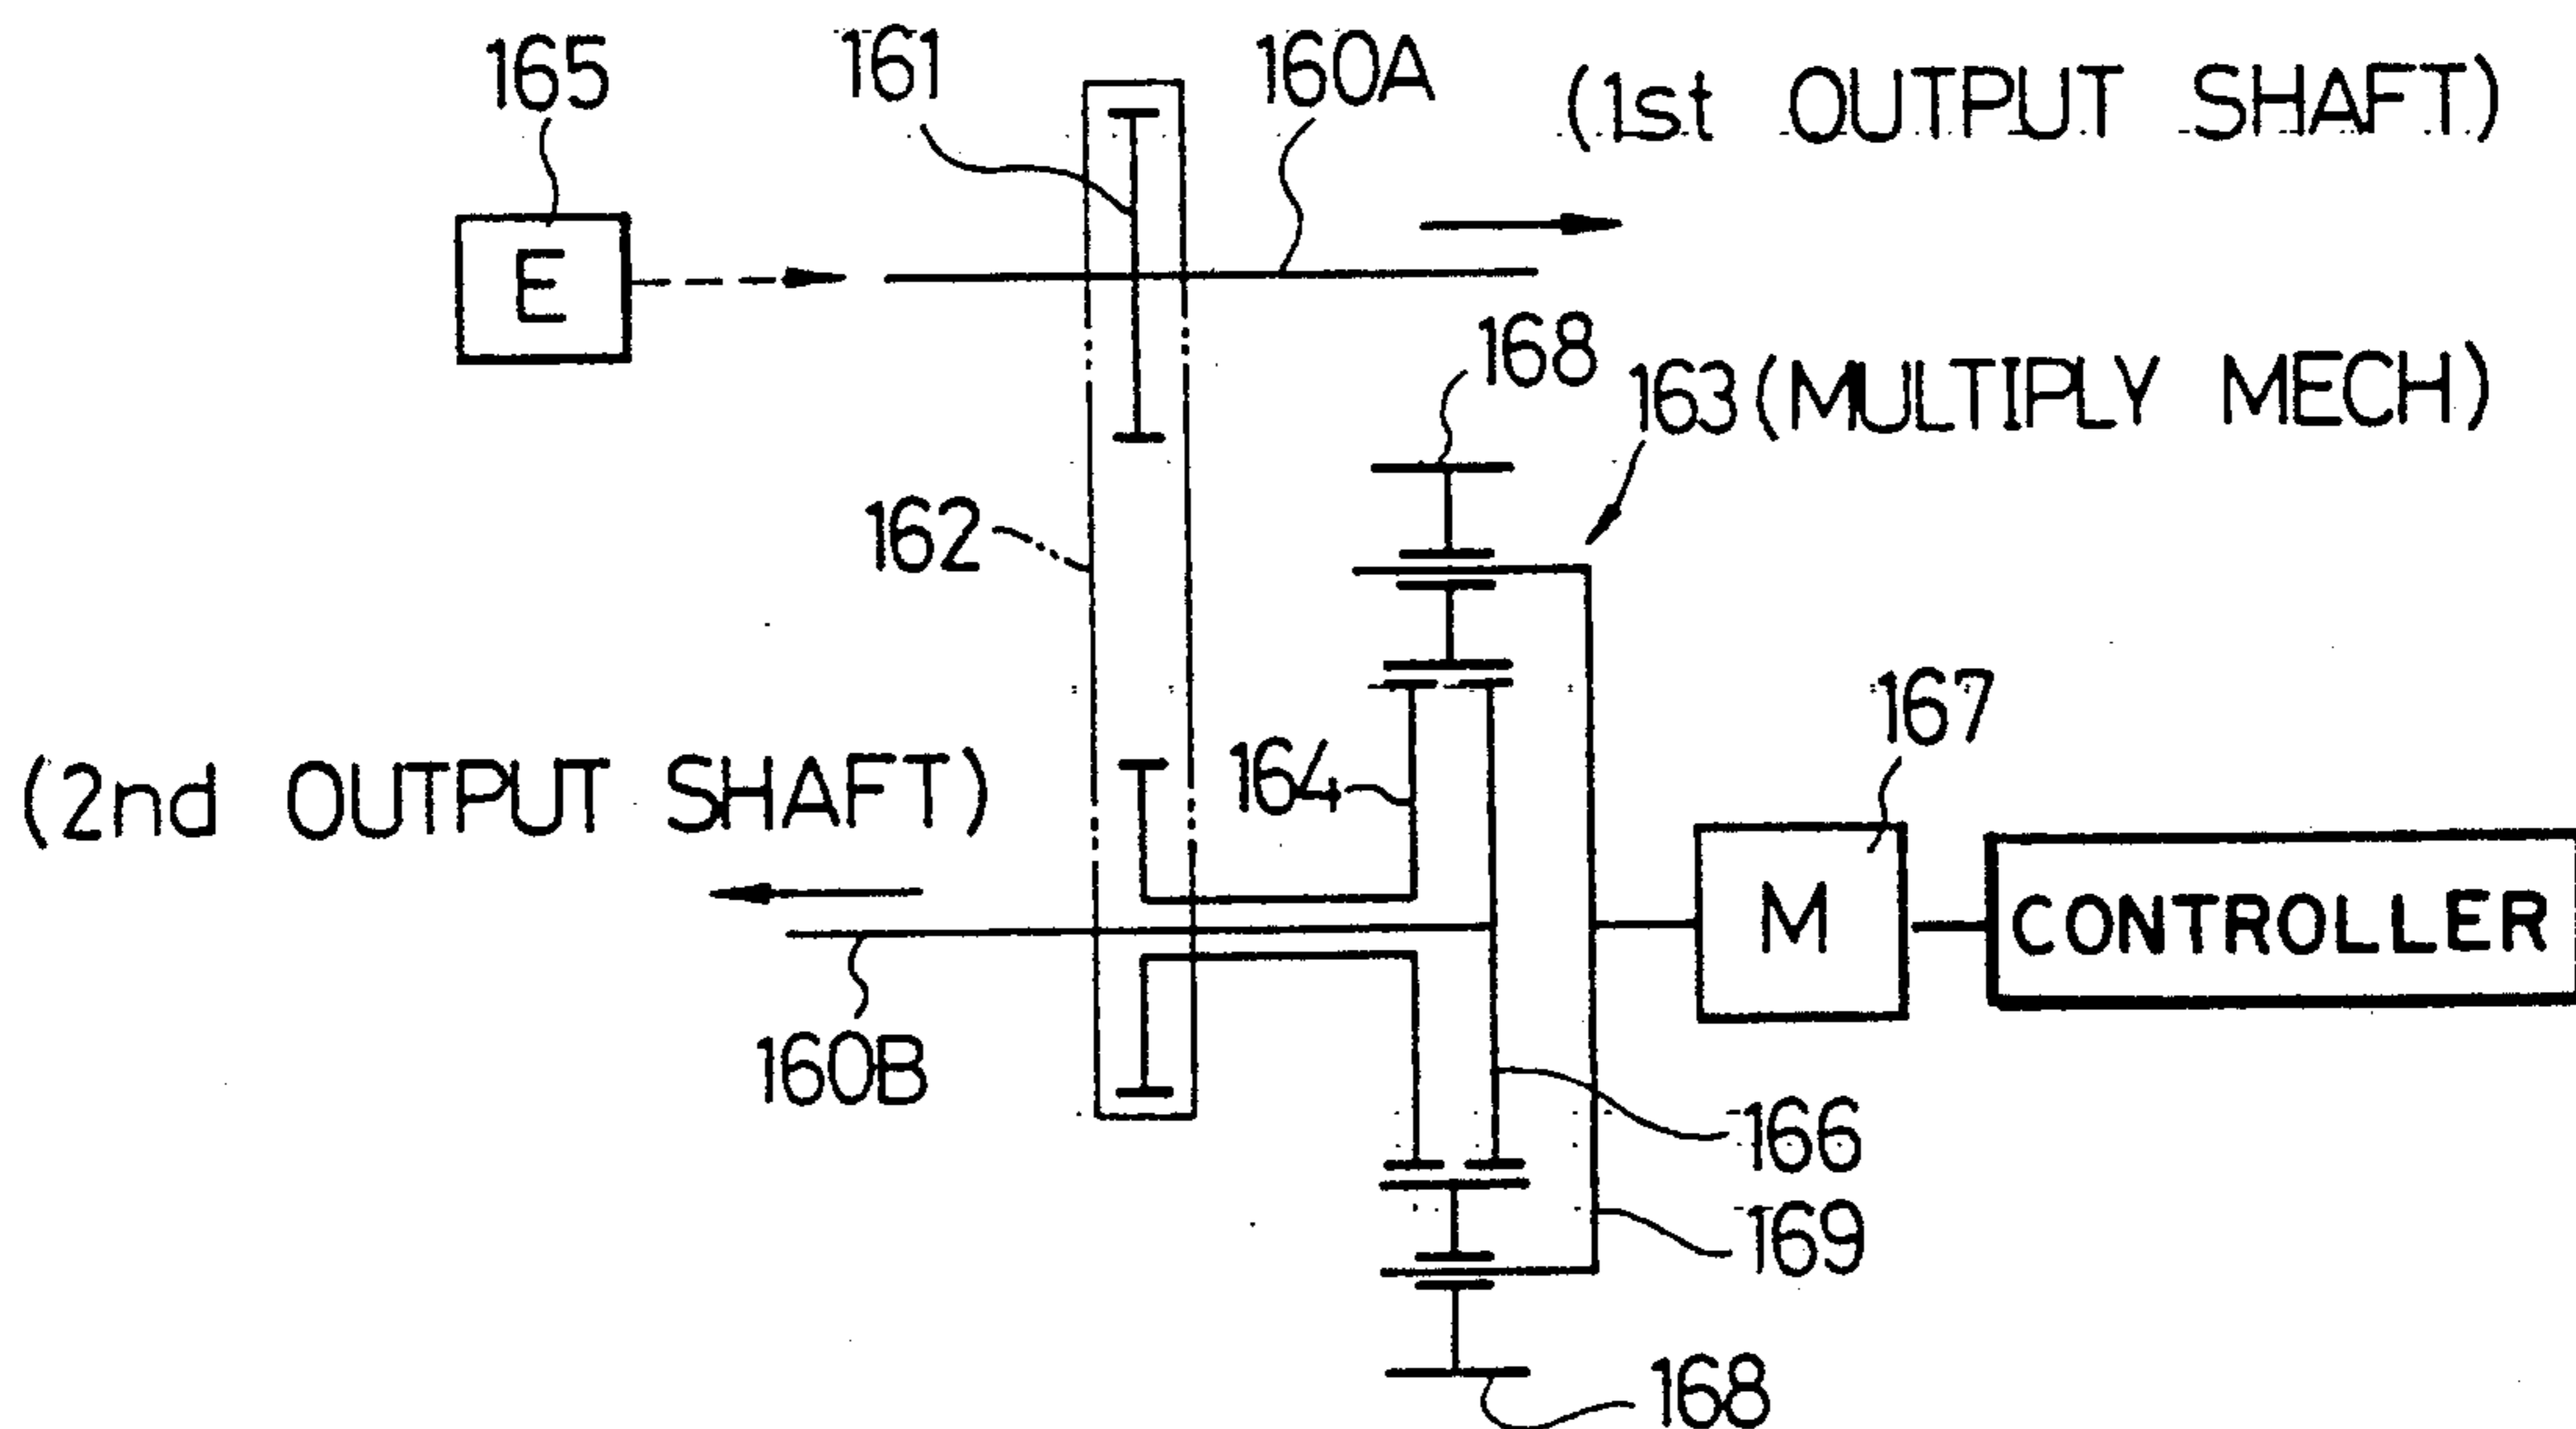 165
161
160A
(1st OUTPUT SHAFT)
E
168
163 (MULTIPLY MECH)
162
167
(2nd OUTPUT SHAFT)
164
M
CONTROLLER
160B
166
169
168